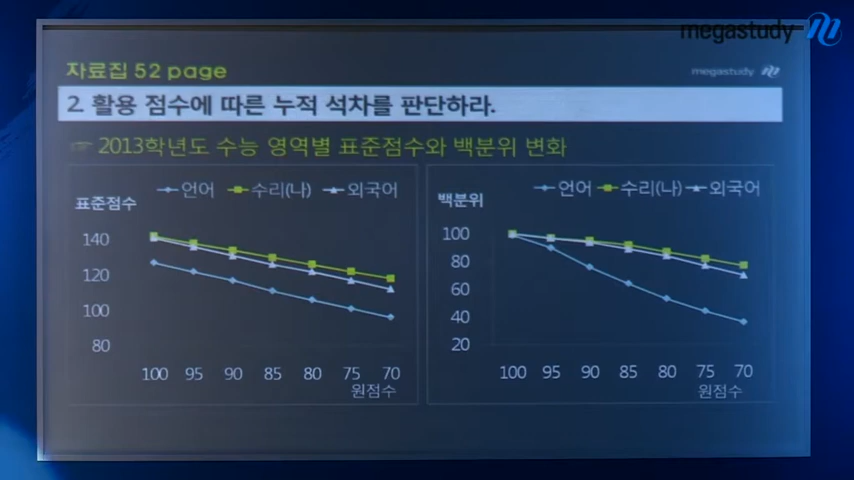 megastudy
자료집 52 page
megastudy
2. 활용 점수에 따른 누적 석차를 판단하라.
☞ 2013학년도 수능 영역별 표준점수와 백분위 변화
언어 수리(나) 외국어
표준점수
140
120
100
80
100 95 90 85 80 75 70
원점수
언어 수리(나) 외국어
백분위
100
80
60
40
20
100 95 90 85 80 75 70
원점수